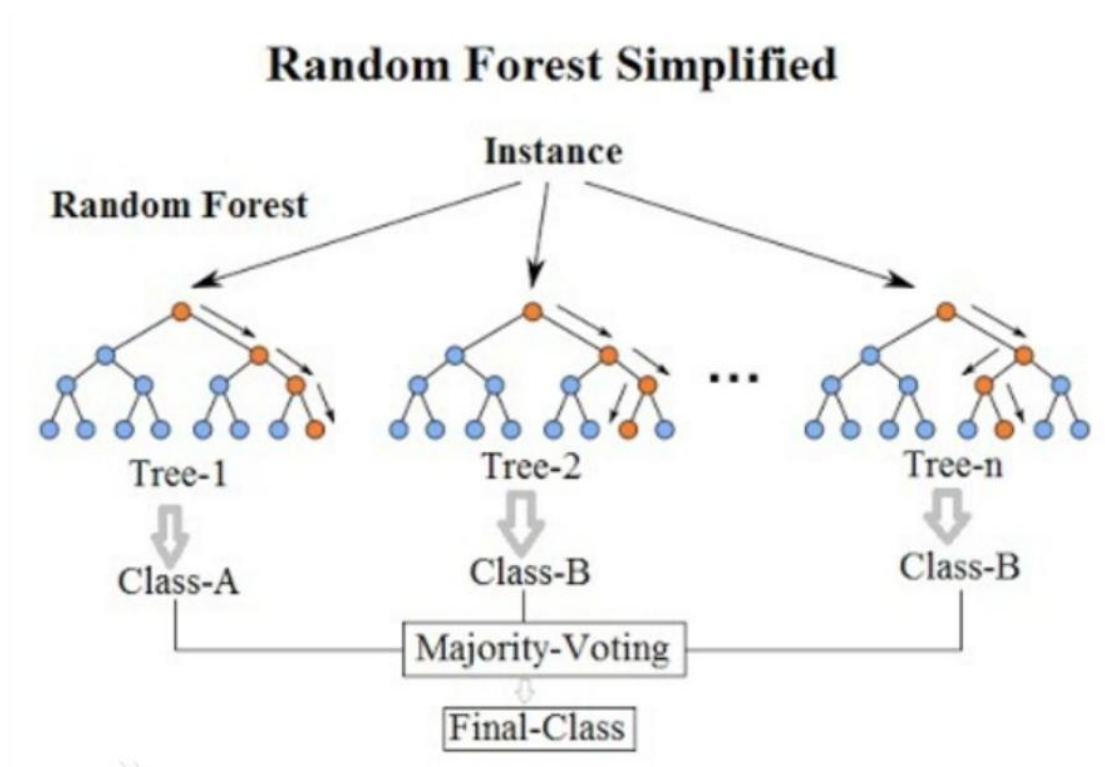 Random Forest Simplified
Instance
Random Forest
...
Tree-1
Tree-2
Tree-n
Class-A
Class-B
Class-B
Majority-Voting
Final-Class